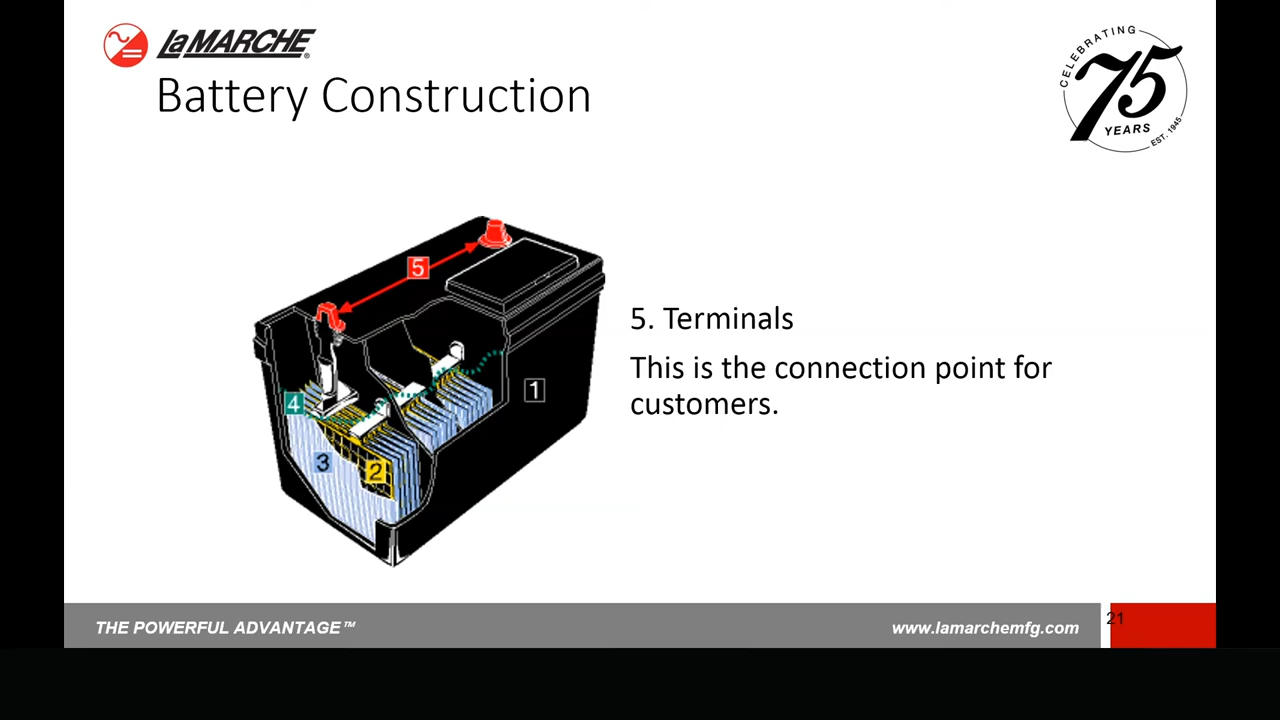 LaMARCHE®
Battery Construction
CELEBRATING
75
YEARS
EST. 1945
5
4
3
2
1
5. Terminals
This is the connection point for
customers.
THE POWERFUL ADVANTAGE™
www.lamarchemfg.com
21